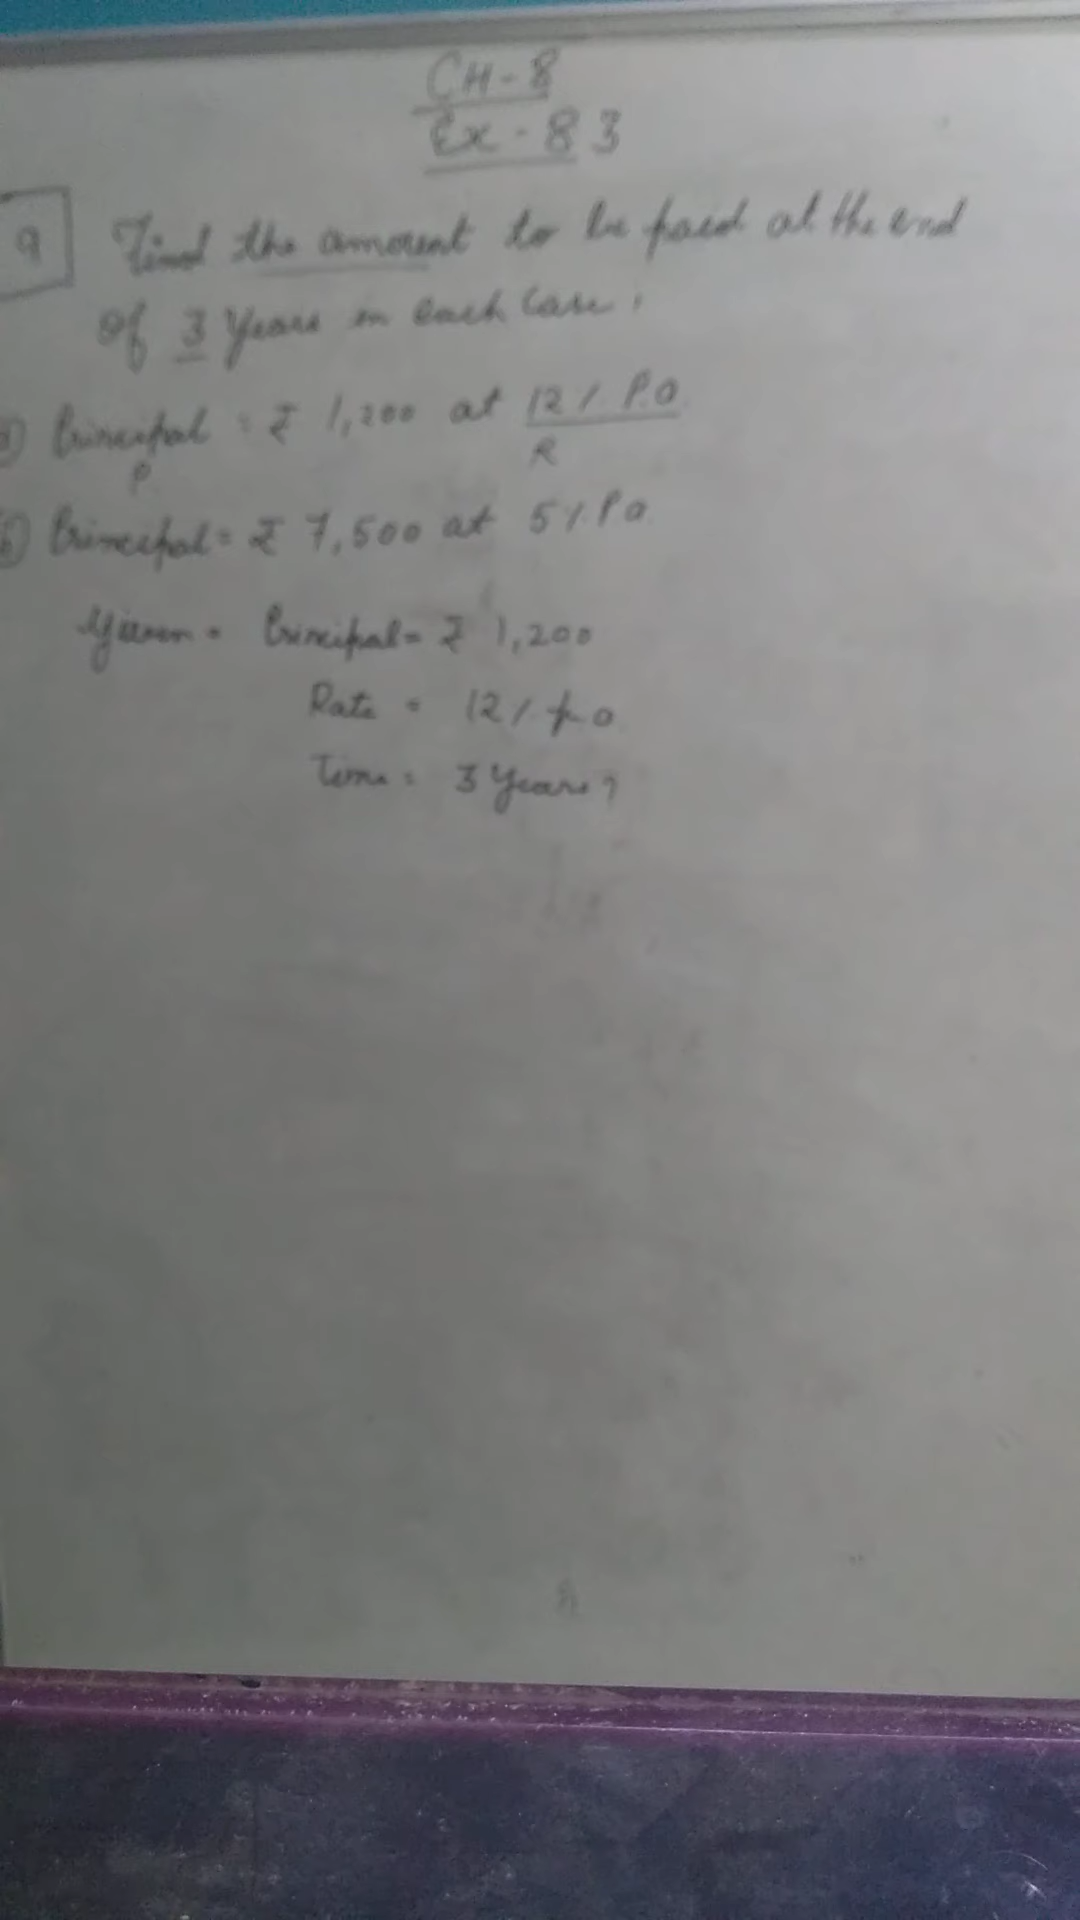 CH-8
Ex-8 3
9 Find the amount to be paid at the end
of 3 Years in each Case:
a) Principal = ₹ 1,200 at 12% P.a
P R
b) Principal = ₹ 7,500 at 5% Pa
Given = Principal = ₹ 1,200
Rate = 12% p.a
Time = 3 Years